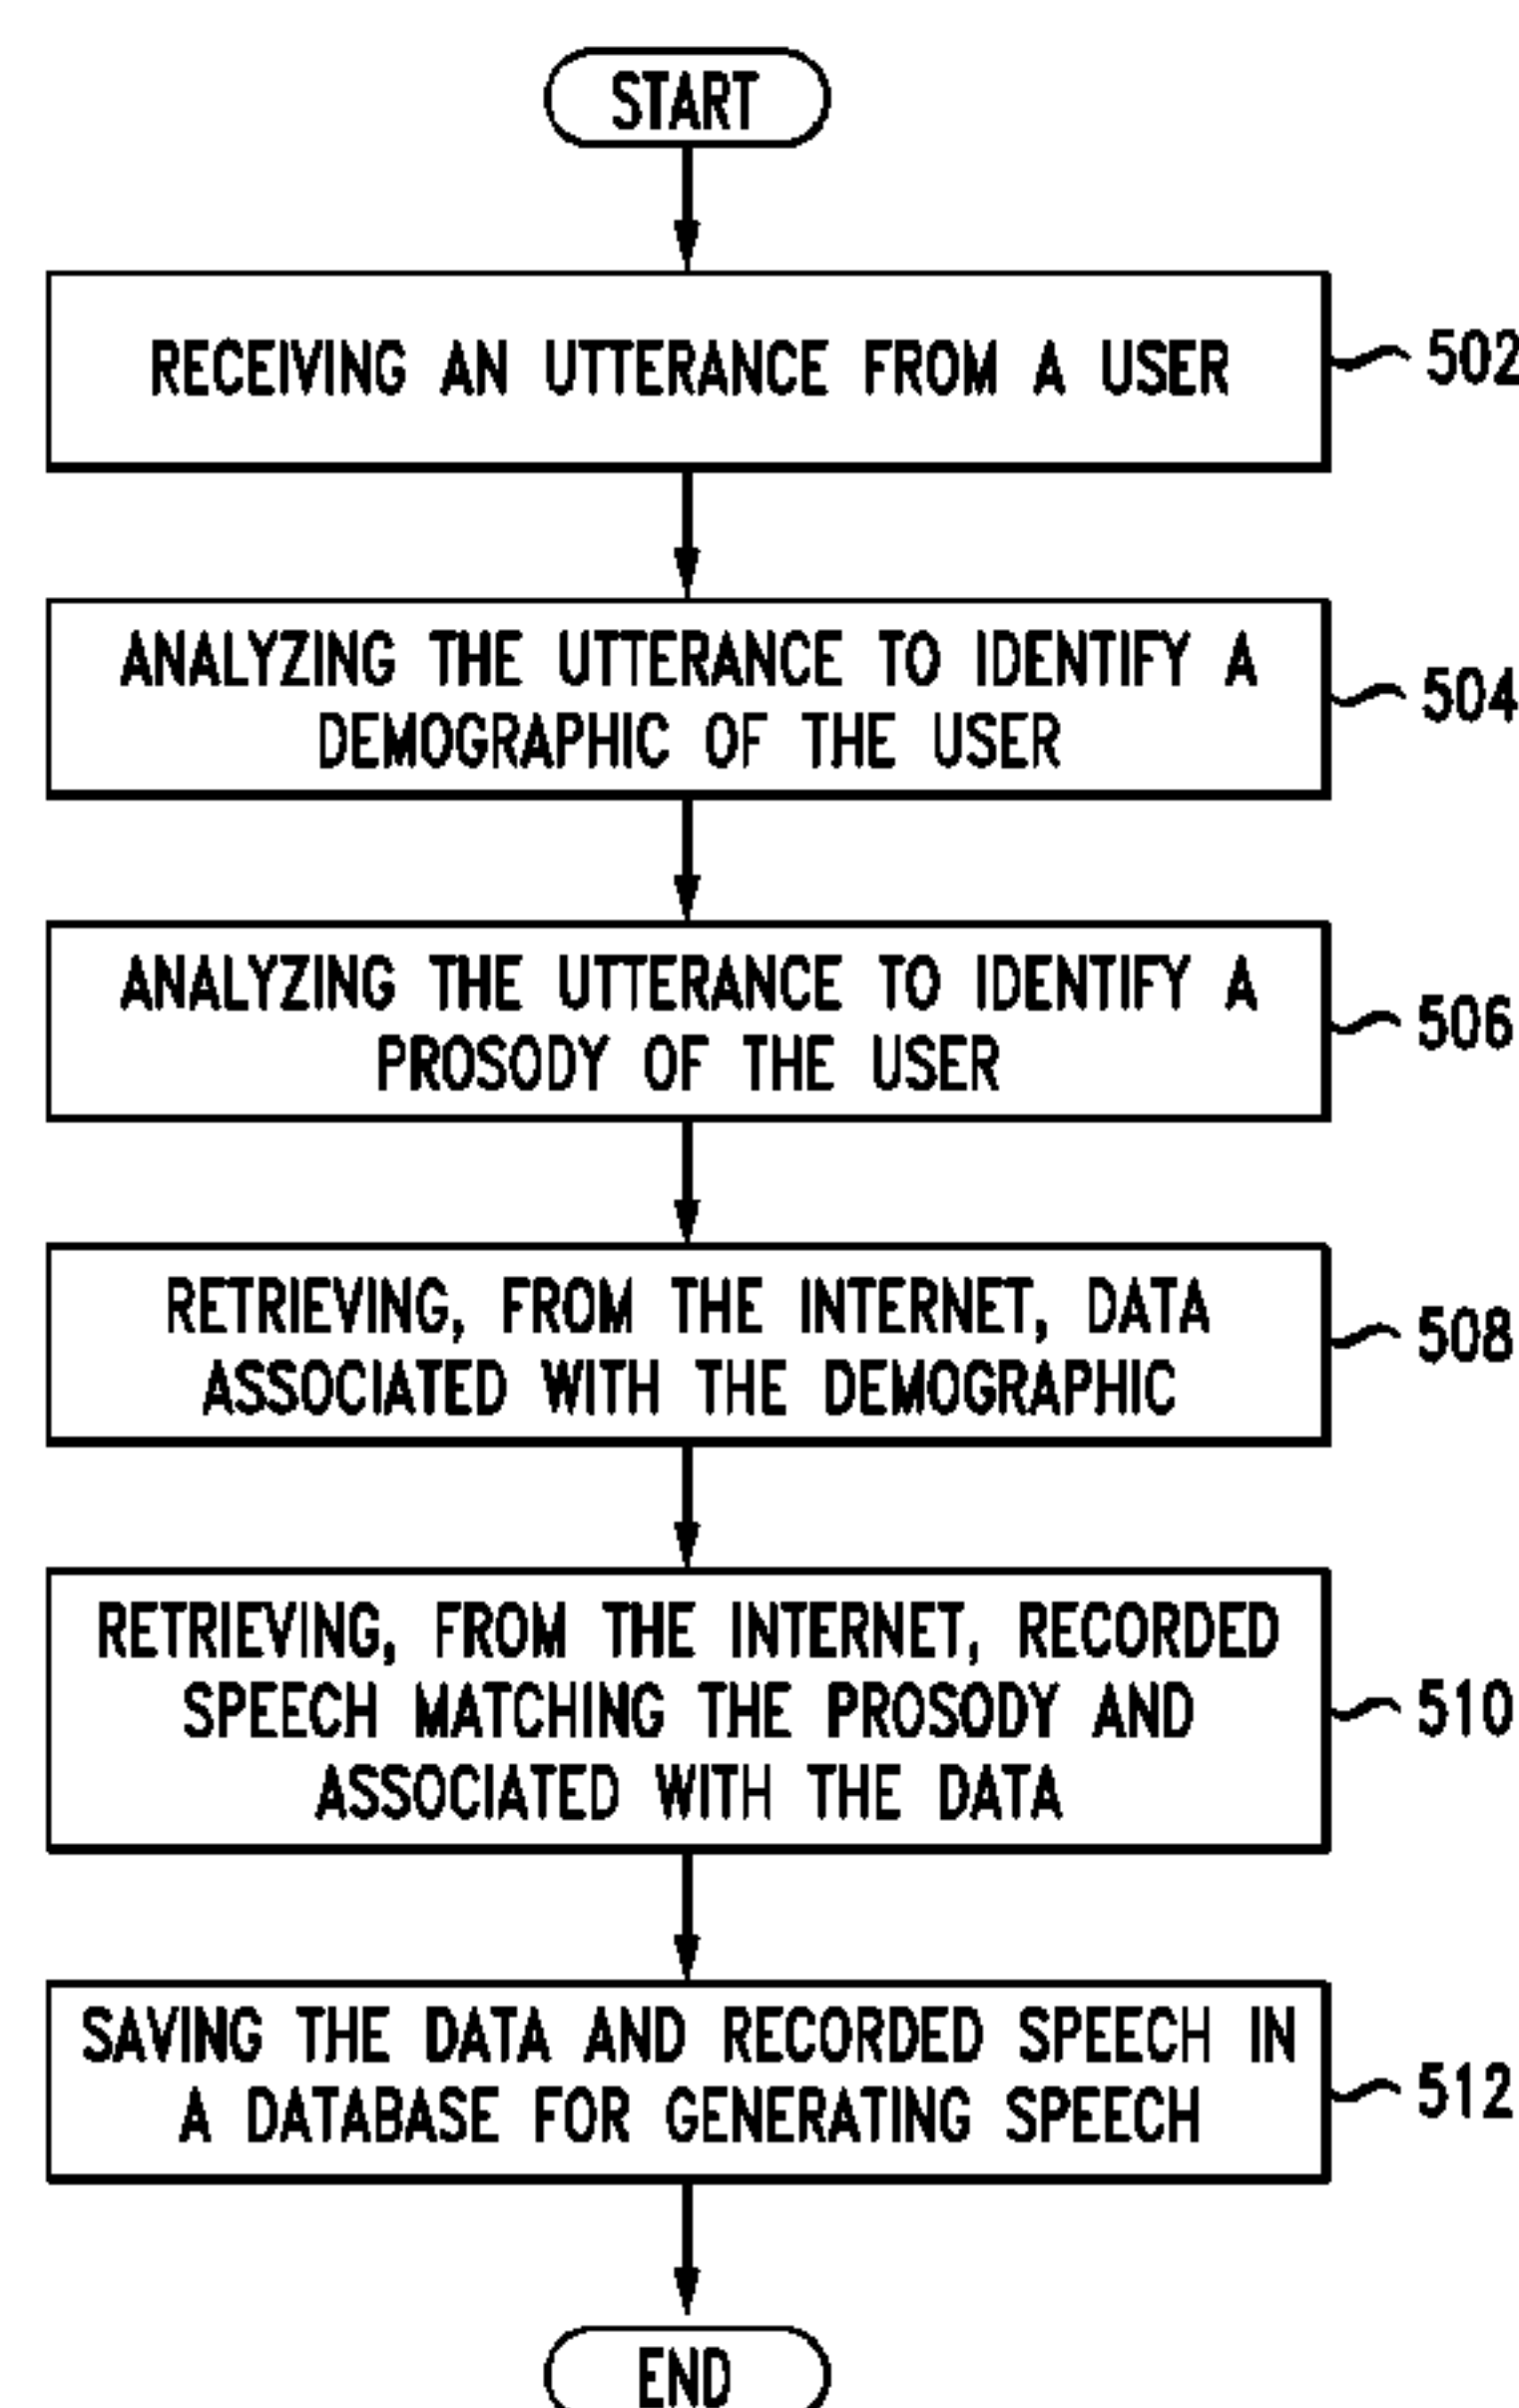 START
RECEIVING AN UTTERANCE FROM A USER
502
ANALYZING THE UTTERANCE TO IDENTIFY A
DEMOGRAPHIC OF THE USER
504
ANALYZING THE UTTERANCE TO IDENTIFY A
PROSODY OF THE USER
506
RETRIEVING, FROM THE INTERNET, DATA
ASSOCIATED WITH THE DEMOGRAPHIC
508
RETRIEVING, FROM THE INTERNET, RECORDED
SPEECH MATCHING THE PROSODY AND
ASSOCIATED WITH THE DATA
510
SAVING THE DATA AND RECORDED SPEECH IN
A DATABASE FOR GENERATING SPEECH
512
END